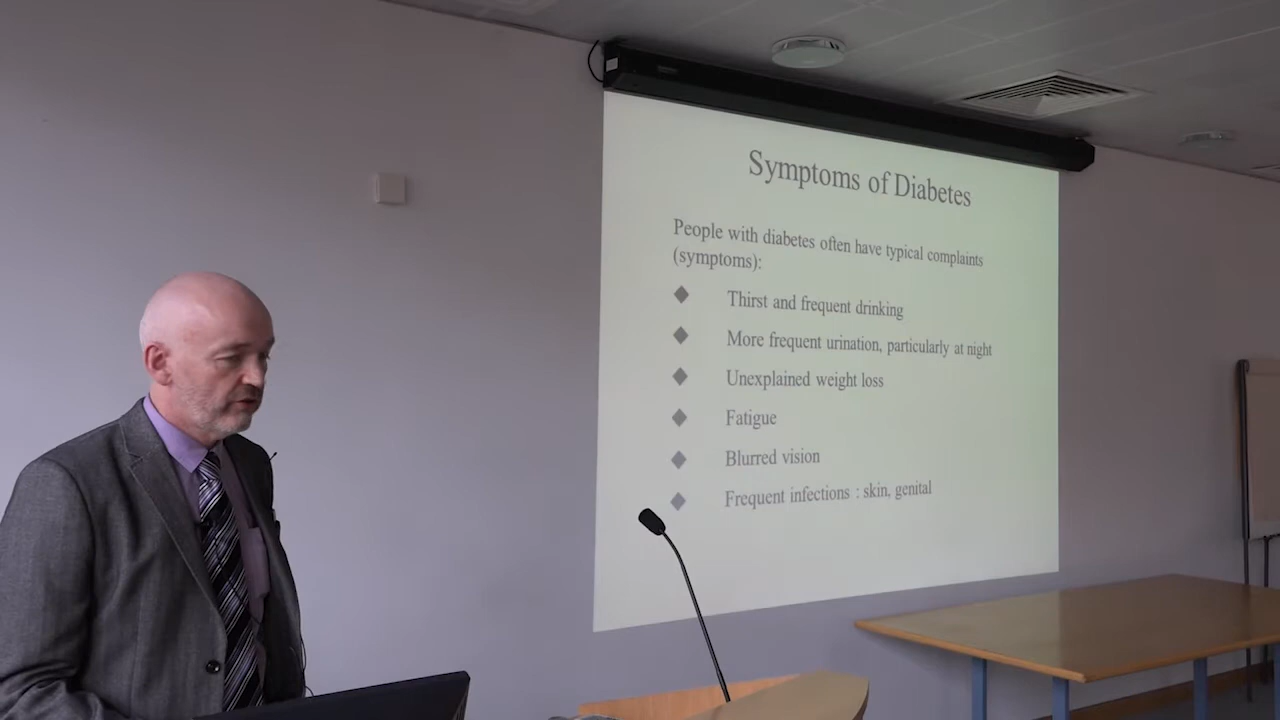 Symptoms of Diabetes
People with diabetes often have typical complaints
(symptoms):
Thirst and frequent drinking
More frequent urination, particularly at night
Unexplained weight loss
Fatigue
Blurred vision
Frequent infections : skin, genital